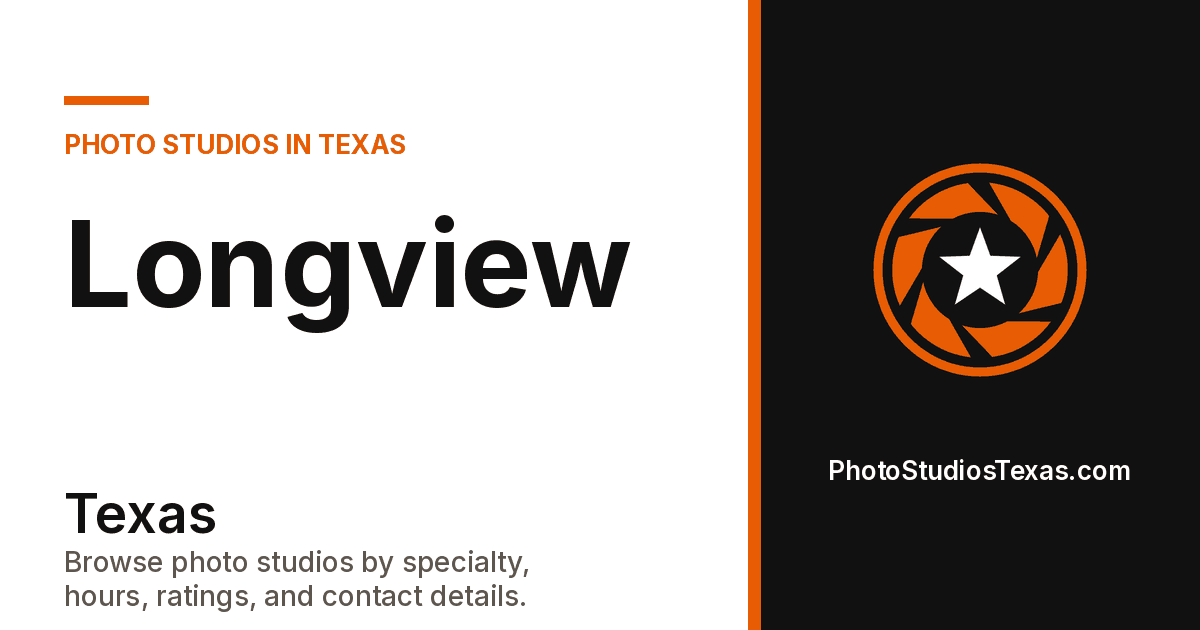 PHOTO STUDIOS IN TEXAS
Longview
Texas
Browse photo studios by specialty,
hours, ratings, and contact details.
PhotoStudiosTexas.com